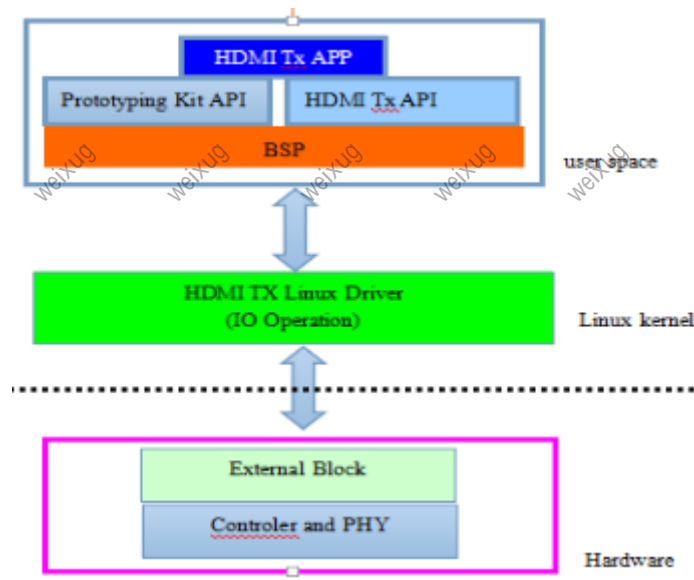 HDMI Tx APP
Prototyping Kit API
HDMI Tx API
BSP
user space
weixug weixug weixug weixug weixug
HDMI TX Linux Driver
(IO Operation)
Linux kernel
External Block
Controler and PHY
Hardware